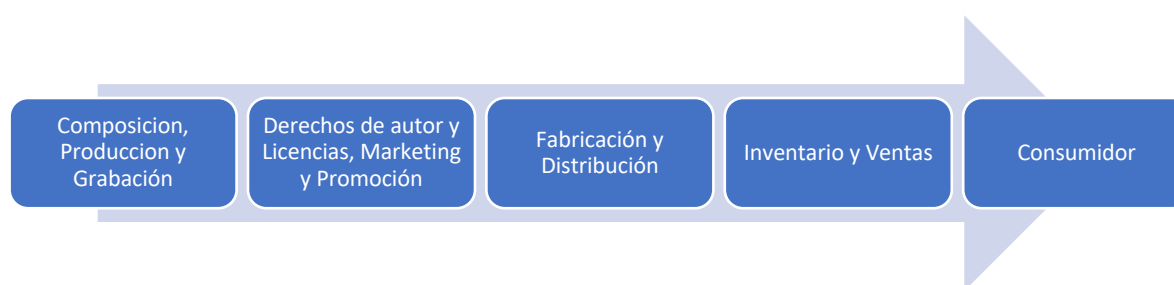 Composicion,
Produccion y
Grabación
Derechos de autor y
Licencias, Marketing
y Promoción
Fabricación y
Distribución
Inventario y Ventas
Consumidor